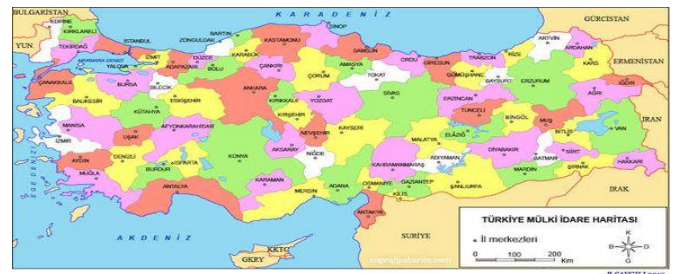 KARADENİZ
BULGARİSTAN
GÜRCİSTAN
YUN.
ERMENİSTAN
İRAN
IRAK
SURİYE
GKRY
KKTC
AKDENİZ
EGE DENİZİ
MARMARA DENİZİ
EDİRNE
KIRKLARELİ
TEKİRDAĞ
İSTANBUL
YALOVA
İZMİT
ADAPAZARI
DÜZCE
BOLU
ZONGULDAK
BARTIN
KARABÜK
KASTAMONU
SİNOP
SAMSUN
ORDU
GİRESUN
TRABZON
RİZE
ARTVİN
ARDAHAN
KARS
IĞDIR
AĞRI
ERZURUM
BAYBURT
GÜMÜŞHANE
ERZİNCAN
TUNCELİ
BİNGÖL
MUŞ
BİTLİS
VAN
HAKKARİ
ŞIRNAK
SİİRT
BATMAN
MARDİN
DİYABAKIR
ELAZIĞ
MALATYA
ADIYAMAN
ŞANLIURFA
GAZİANTEP
KİLİS
KAHRAMANMARAŞ
OSMANİYE
ANTAKYA
ADANA
MERSİN
KARAMAN
KONYA
NİĞDE
AKSARAY
NEVŞEHİR
KAYSERİ
SİVAS
TOKAT
AMASYA
ÇORUM
ÇANKIRI
ANKARA
KIRIKKALE
KIRŞEHİR
YOZGAT
ESKİŞEHİR
BİLECİK
BURSA
ÇANAKKALE
BALIKESİR
KÜTAHYA
MANİSA
İZMİR
UŞAK
AFYONKARAHİSAR
AYDIN
DENİZLİ
BURDUR
ISPARTA
MUĞLA
ANTALYA
TÜRKİYE MÜLKİ İDARE HARİTASI
İl merkezleri
0 100 200
Km
K
B D
G